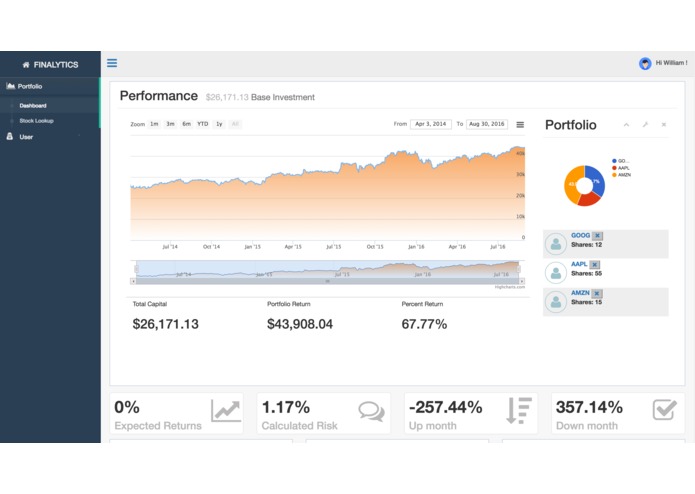 FINALYTICS
Hi William !
Portfolio
Dashboard
Stock Lookup
User
Performance $26,171.13 Base Investment
Zoom 1m 3m 6m YTD 1y All
From Apr 3, 2014 To Aug 30, 2016
40k
30k
20k
10k
0
Jul '14 Oct '14 Jan '15 Apr '15 Jul '15 Oct '15 Jan '16 Apr '16 Jul '16
Jul '14 Jan '15 Jul '15 Jan '16 Jul '16
Highcharts.com
Total Capital Portfolio Return Percent Return
$26,171.13 $43,908.04 67.77%
Portfolio
GO...
AAPL
AMZN
GOOG
Shares: 12
AAPL
Shares: 55
AMZN
Shares: 15
0% 1.17% -257.44% 357.14%
Expected Returns Calculated Risk Up month Down month